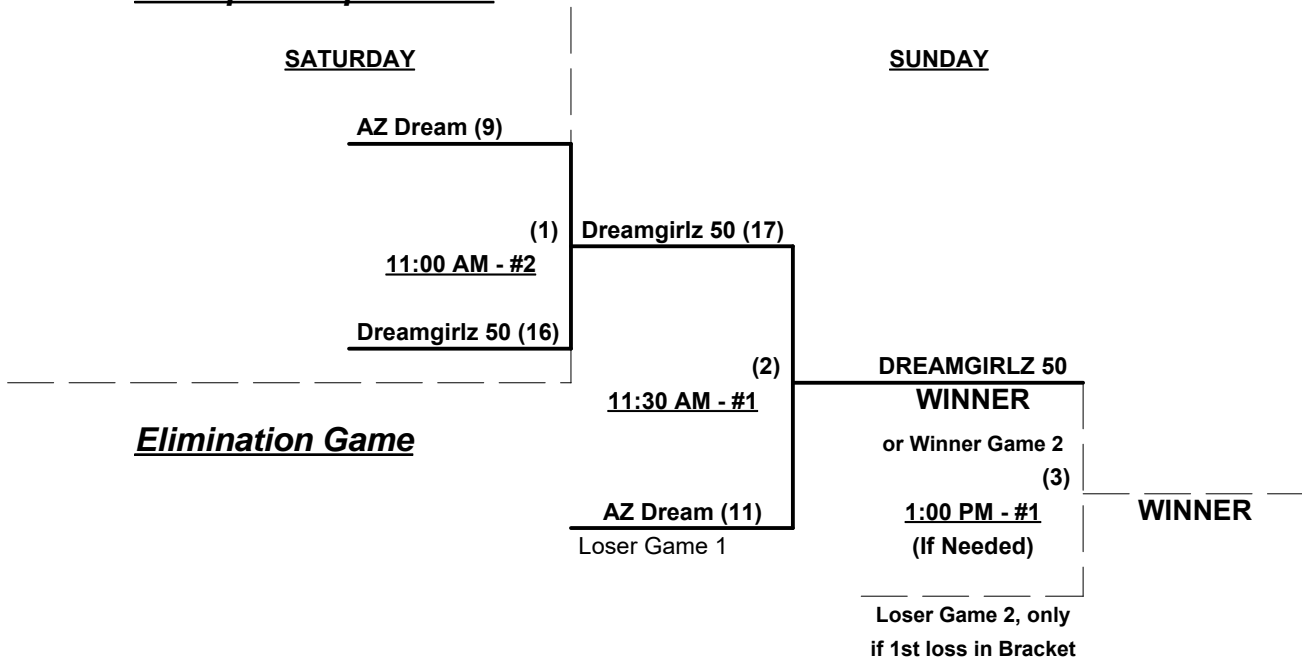 SATURDAY SUNDAY
AZ Dream (9)
(1) Dreamgirlz 50 (17)
11:00 AM - #2
Dreamgirlz 50 (16)
(2) DREAMGIRLZ 50
11:30 AM - #1 WINNER
Elimination Game or Winner Game 2
(3)
AZ Dream (11) 1:00 PM - #1 WINNER
Loser Game 1 (If Needed)
Loser Game 2, only
if 1st loss in Bracket